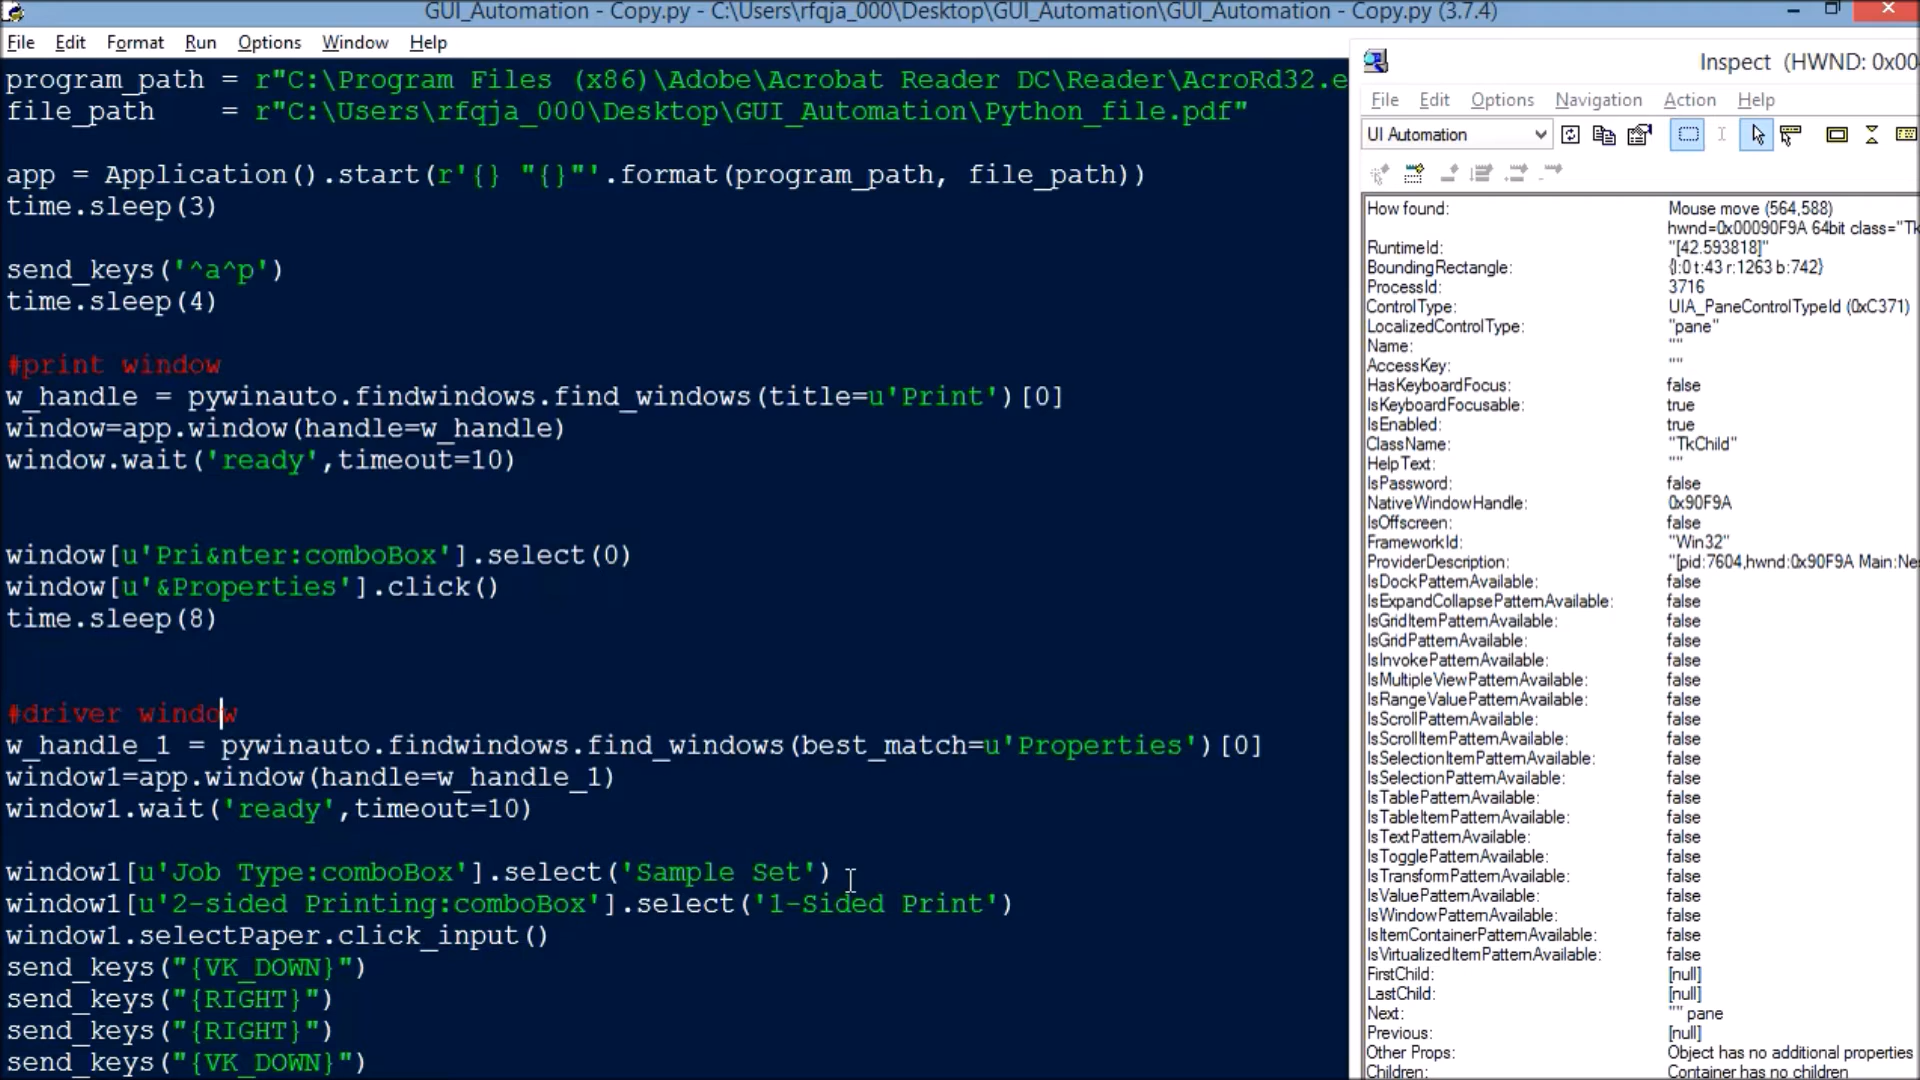 GUI_Automation - Copy.py - C:\Users\rfqja_000\Desktop\GUI_Automation\GUI_Automation - Copy.py (3.7.4)
File Edit Format Run Options Window Help
program_path = r"C:\Program Files (x86)\Adobe\Acrobat Reader DC\Reader\AcroRd32.e
file_path = r"C:\Users\rfqja_000\Desktop\GUI_Automation\Python_file.pdf"
app = Application().start(r'{} "{}"'.format(program_path, file_path))
time.sleep(3)
send_keys('^a^p')
time.sleep(4)
#print window
w_handle = pywinauto.findwindows.find_windows(title=u'Print')[0]
window=app.window(handle=w_handle)
window.wait('ready',timeout=10)
window[u'Pri&nter:comboBox'].select(0)
window[u'&Properties'].click()
time.sleep(8)
#driver window
w_handle_1 = pywinauto.findwindows.find_windows(best_match=u'Properties')[0]
window1=app.window(handle=w_handle_1)
window1.wait('ready',timeout=10)
window1[u'Job Type:comboBox'].select('Sample Set')
window1[u'2-sided Printing:comboBox'].select('1-Sided Print')
window1.selectPaper.click_input()
send_keys("{VK_DOWN}")
send_keys("{RIGHT}")
send_keys("{RIGHT}")
send_keys("{VK_DOWN}")
Inspect (HWND: 0x00
File Edit Options Navigation Action Help
UI Automation
How found: Mouse move (564,588)
hwnd=0x00090F9A 64bit class="Tk
RuntimeId: "[42.593818]"
BoundingRectangle: {l:0 t:43 r:1263 b:742}
ProcessId: 3716
ControlType: UIA_PaneControlTypeId (0xC371)
LocalizedControlType: "pane"
Name: ""
AccessKey: ""
HasKeyboardFocus: false
IsKeyboardFocusable: true
IsEnabled: true
ClassName: "TkChild"
HelpText: ""
IsPassword: false
NativeWindowHandle: 0x90F9A
IsOffscreen: false
FrameworkId: "Win32"
ProviderDescription: "[pid:7604,hwnd:0x90F9A Main:Nes
IsDockPatternAvailable: false
IsExpandCollapsePatternAvailable: false
IsGridItemPatternAvailable: false
IsGridPatternAvailable: false
IsInvokePatternAvailable: false
IsMultipleViewPatternAvailable: false
IsRangeValuePatternAvailable: false
IsScrollPatternAvailable: false
IsScrollItemPatternAvailable: false
IsSelectionItemPatternAvailable: false
IsSelectionPatternAvailable: false
IsTablePatternAvailable: false
IsTableItemPatternAvailable: false
IsTextPatternAvailable: false
IsTogglePatternAvailable: false
IsTransformPatternAvailable: false
IsValuePatternAvailable: false
IsWindowPatternAvailable: false
IsItemContainerPatternAvailable: false
IsVirtualizedItemPatternAvailable: false
FirstChild: [null]
LastChild: [null]
Next: "" pane
Previous: [null]
Other Props: Object has no additional properties
Children: Container has no children